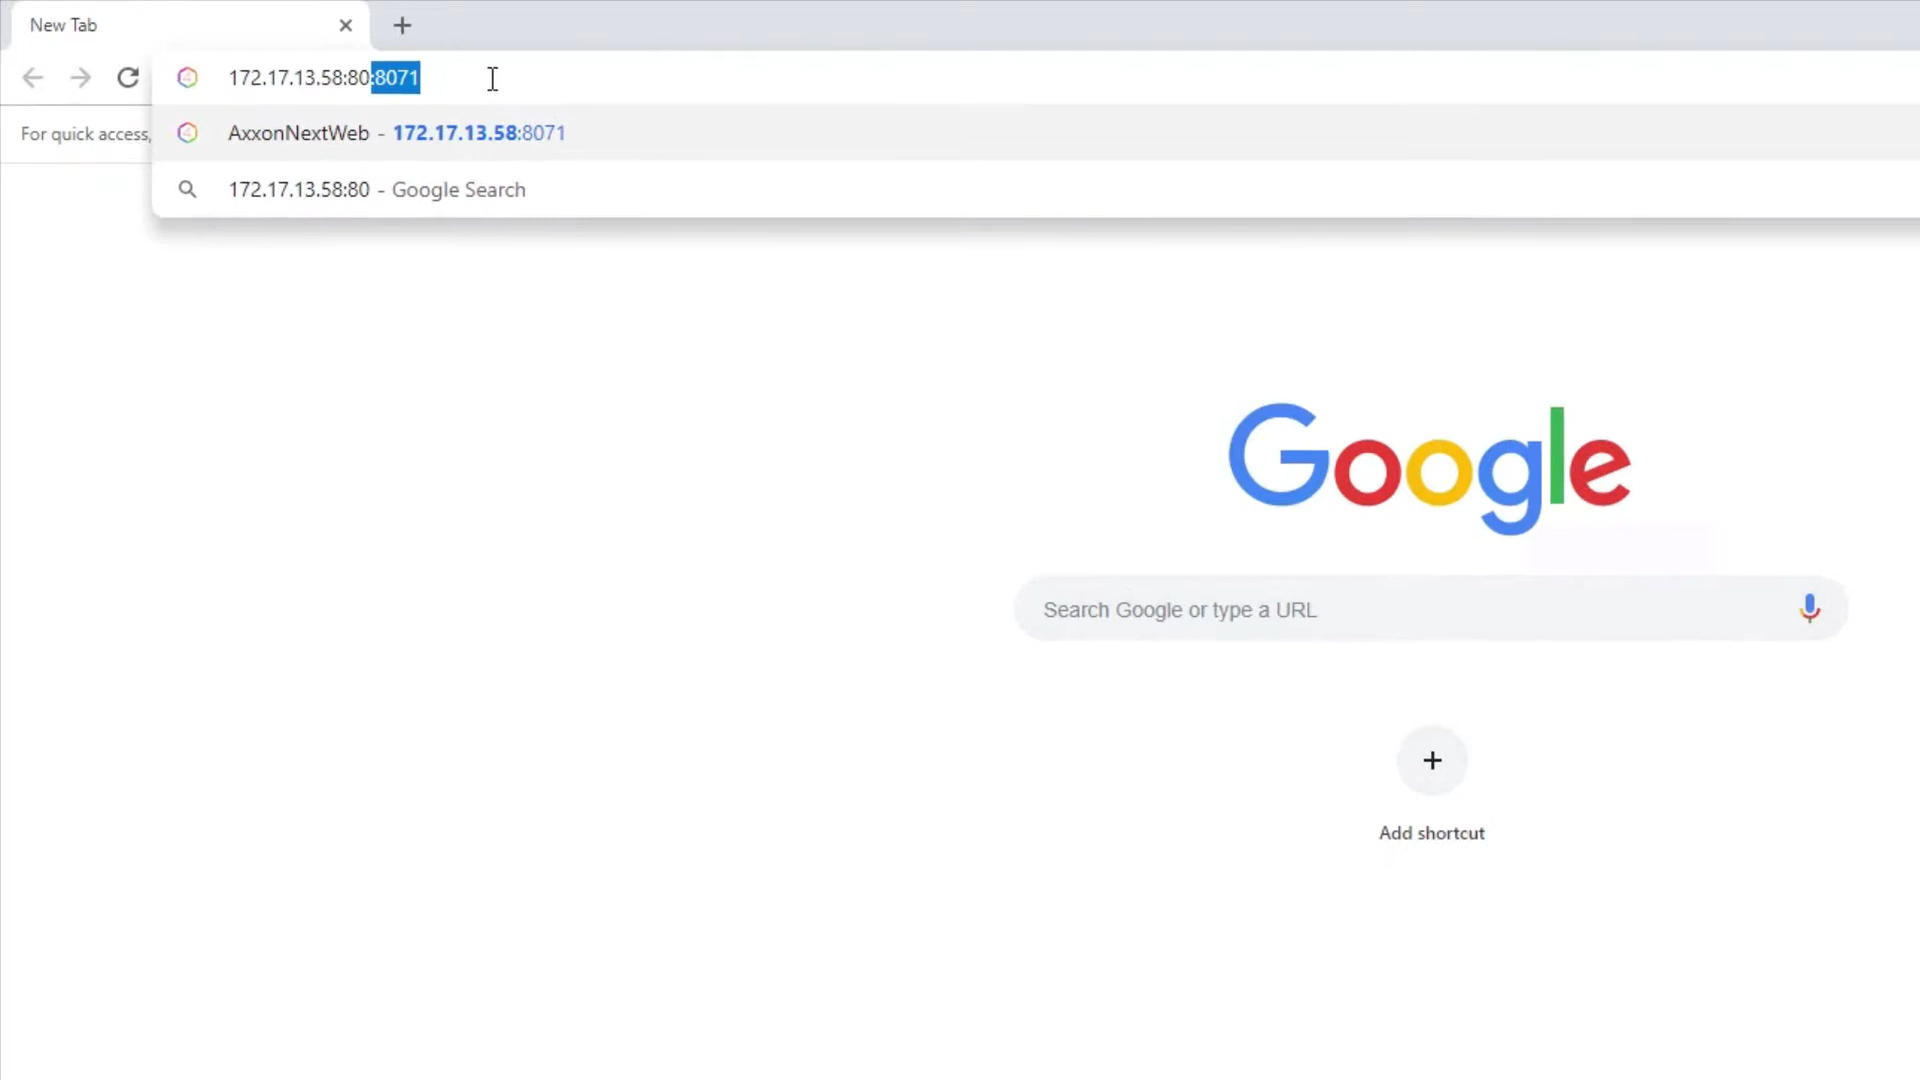 New Tab
172.17.13.58:80:8071
For quick access,
AxxonNextWeb - 172.17.13.58:8071
172.17.13.58:80 - Google Search
Google
Search Google or type a URL
Add shortcut